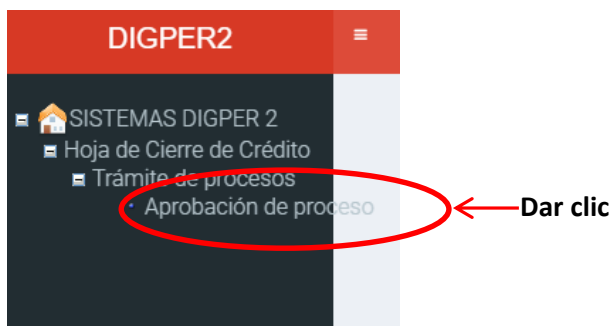 DIGPER2
SISTEMAS DIGPER 2
Hoja de Cierre de Crédito
Trámite de procesos
Aprobación de proceso
Dar clic